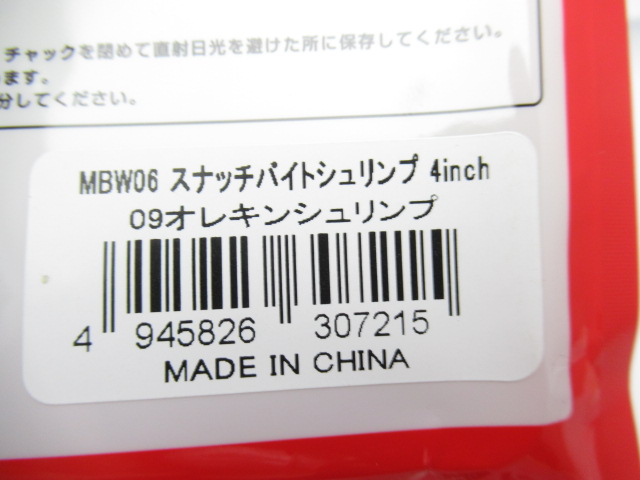 チャックを閉めて直射日光を避けた所に保存してください。
ます。
分してください。
MBW06 スナッチバイトシュリンプ 4inch
09オレキンシュリンプ
4 945826 307215
MADE IN CHINA